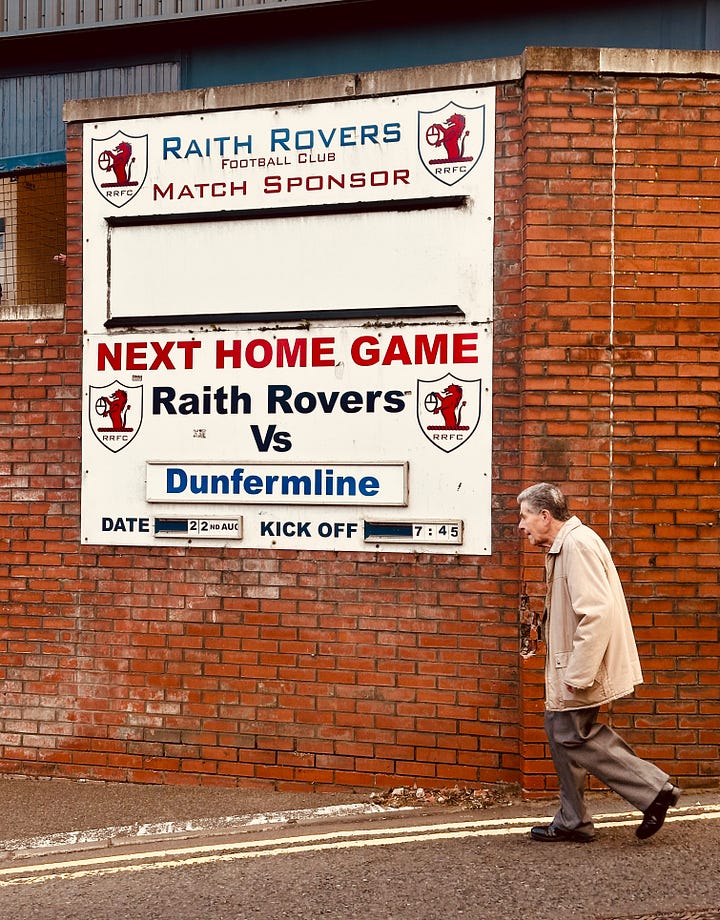 RAITH ROVERS
FOOTBALL CLUB
MATCH SPONSOR
RRFC
RRFC
NEXT HOME GAME
Raith Rovers
RRFC
RRFC
Vs
Dunfermline
DATE 22ND AUG KICK OFF 7:45